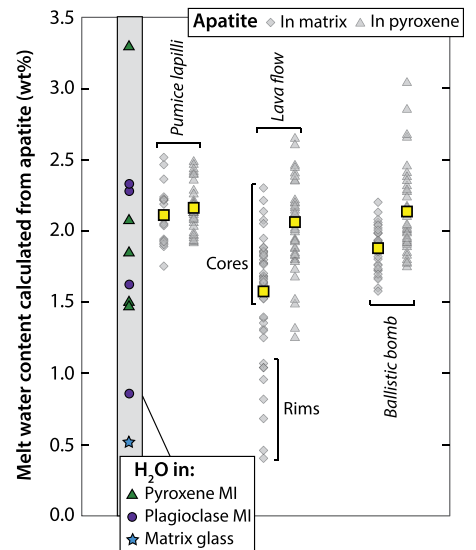 Melt water content calculated from apatite (wt%)
3.5
3.0
2.5
2.0
1.5
1.0
0.5
0.0
Apatite
In matrix
In pyroxene
Pumice lapilli
Lava flow
Cores
Rims
Ballistic bomb
H2O in:
Pyroxene MI
Plagioclase MI
Matrix glass